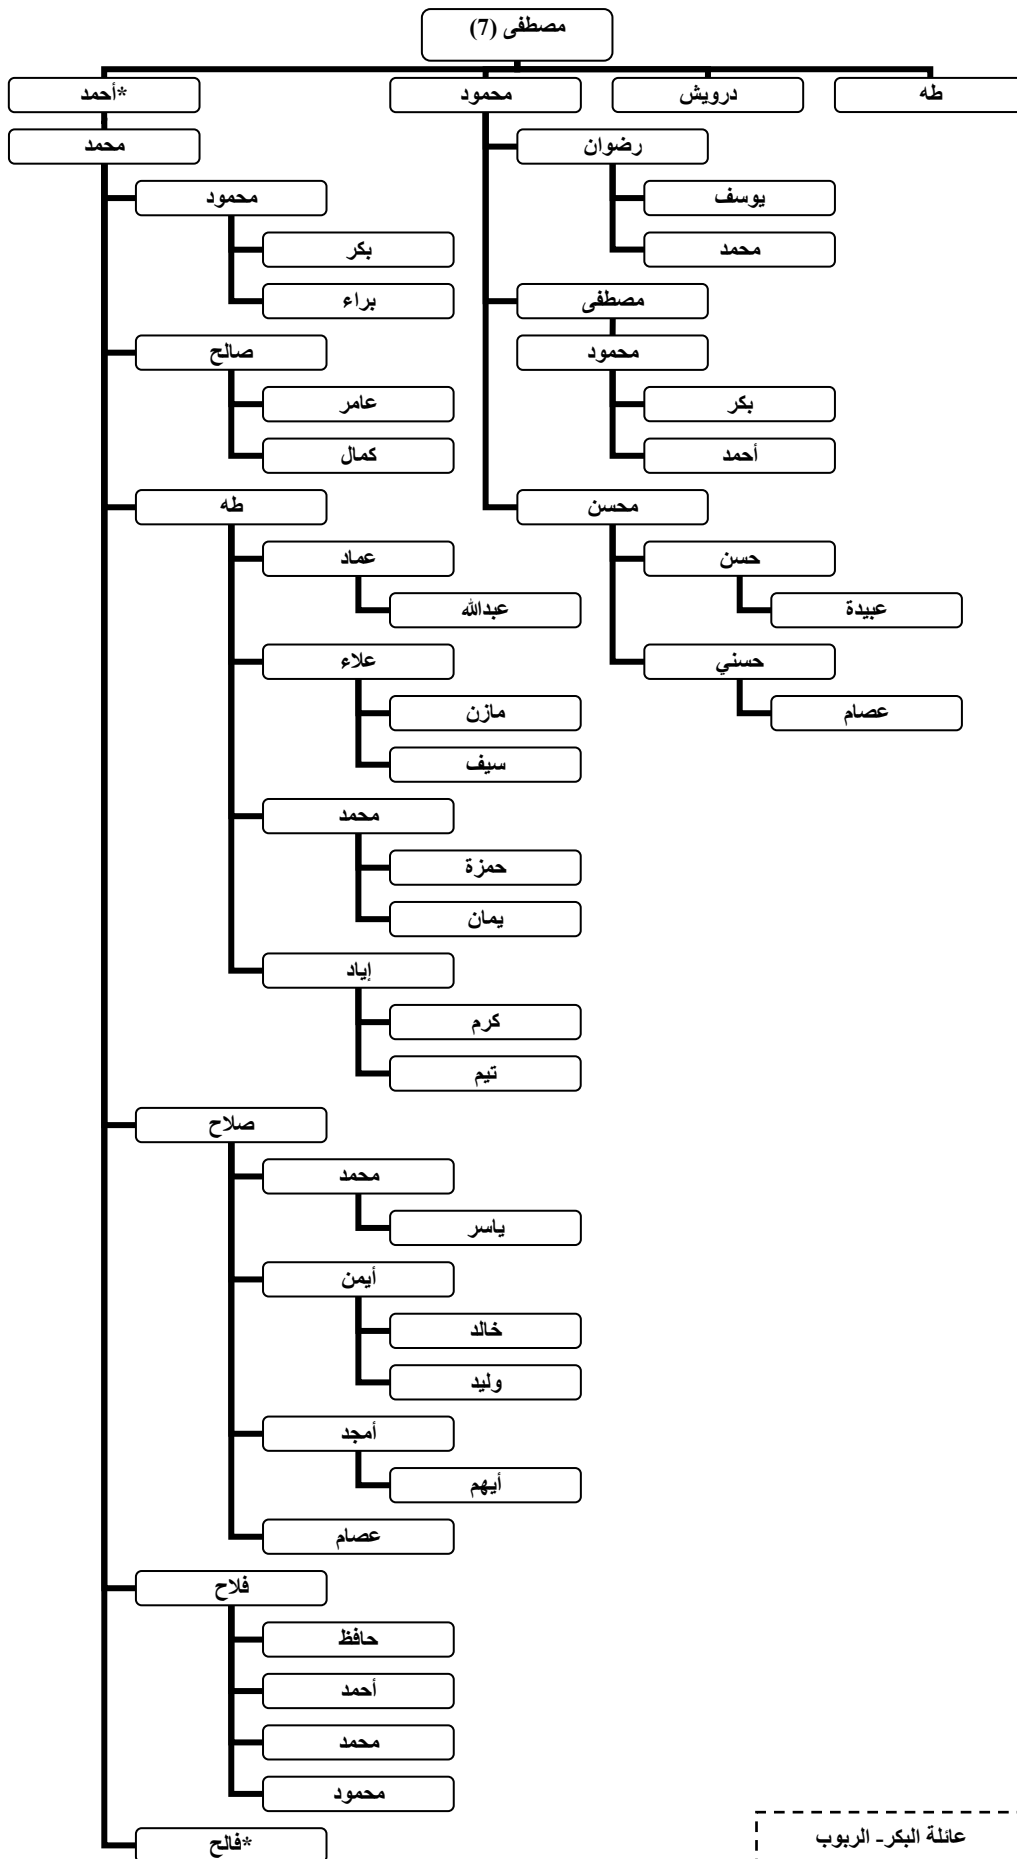 مصطفى (7)
طه
درويش
محمود
*أحمد
محمد
رضوان
محمود
يوسف
بكر
محمد
براء
مصطفى
صالح
محمود
عامر
بكر
كمال
أحمد
طه
محسن
عماد
حسن
عبدالله
عبيدة
علاء
حسني
مازن
عصام
سيف
محمد
حمزة
يمان
إياد
كرم
تيم
صلاح
محمد
ياسر
أيمن
خالد
وليد
أمجد
أيهم
عصام
فلاح
حافظ
أحمد
محمد
محمود
*فالح
عائلة البكر- الربوب